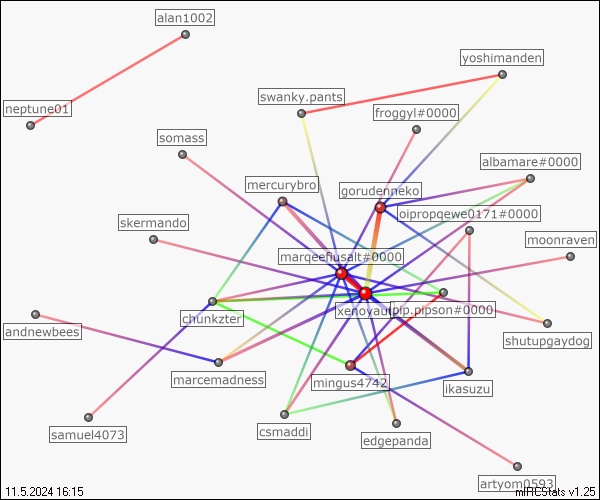 alan1002
yoshimanden
swanky.pants
neptune01
froggyl#0000
somass
albamare#0000
mercurybro
gorudenneko
oipropqewe0171#0000
skermando
moonraven
marqeefiusalt#0000
chunkzter
pip.pipson#0000
andnewbees
shutupgaydog
marcemadness
mingus4742
ikasuzu
samuel4073
csmaddi
edgepanda
artyom0593
11.5.2024 16:15
mIRCStats v1.25